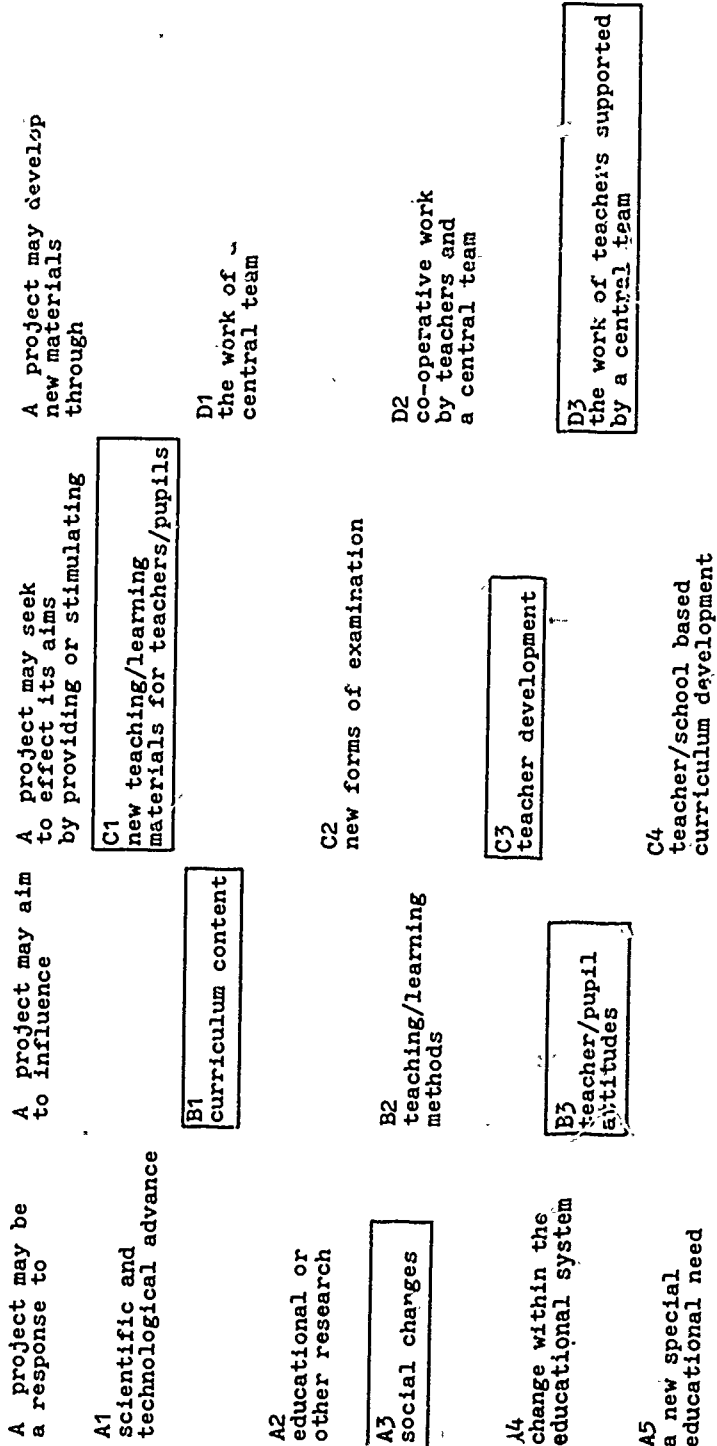 A project may be
a response to
A1
scientific and
technological advance
A2
educational or
other research
A3
social changes
A4
change within the
educational system
A5
a new special
educational need
A project may aim
to influence
B1
curriculum content
B2
teaching/learning
methods
B3
teacher/pupil
attitudes
A project may seek
to effect its aims
by providing or stimulating
C1
new teaching/learning
materials for teachers/pupils
C2
new forms of examination
C3
teacher development
C4
teacher/school based
curriculum development
A project may develop
new materials
through
D1
the work of
central team
D2
co-operative work
by teachers and
a central team
D3
the work of teachers supported
by a central team